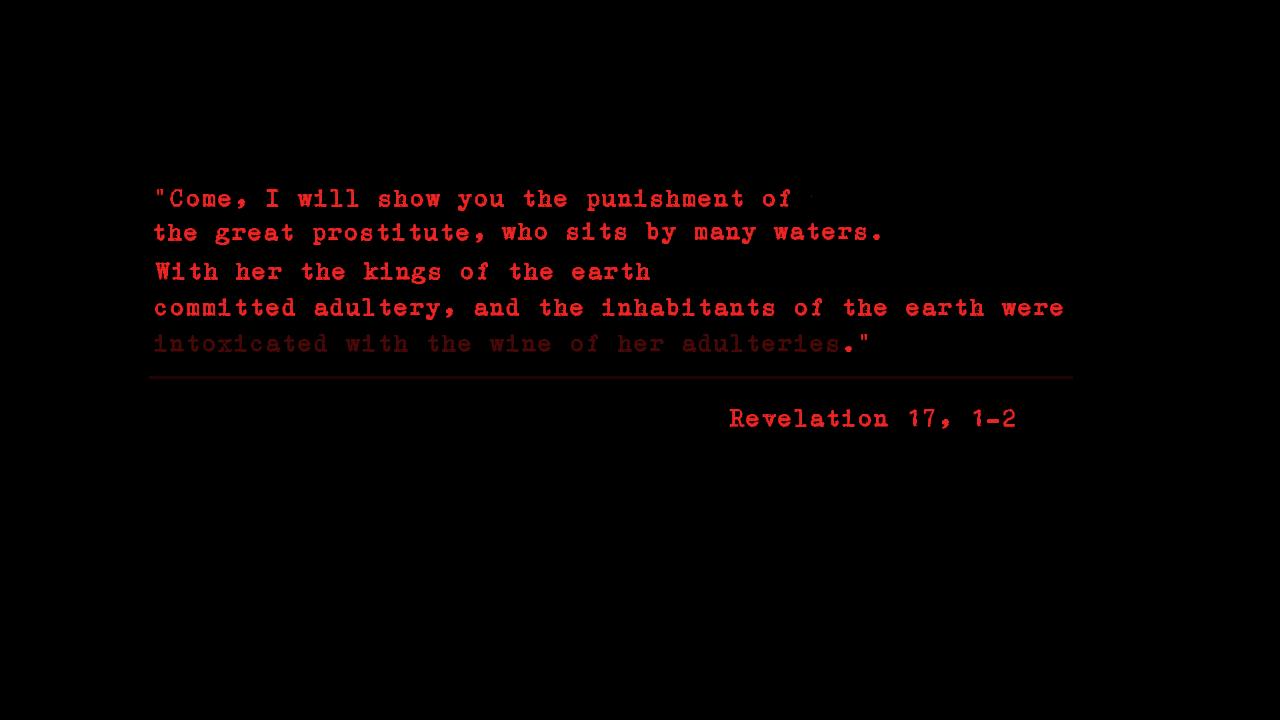 "Come, I will show you the punishment of
the great prostitute, who sits by many waters.
With her the kings of the earth
committed adultery, and the inhabitants of the earth were
intoxicated with the wine of her adulteries."
Revelation 17, 1-2